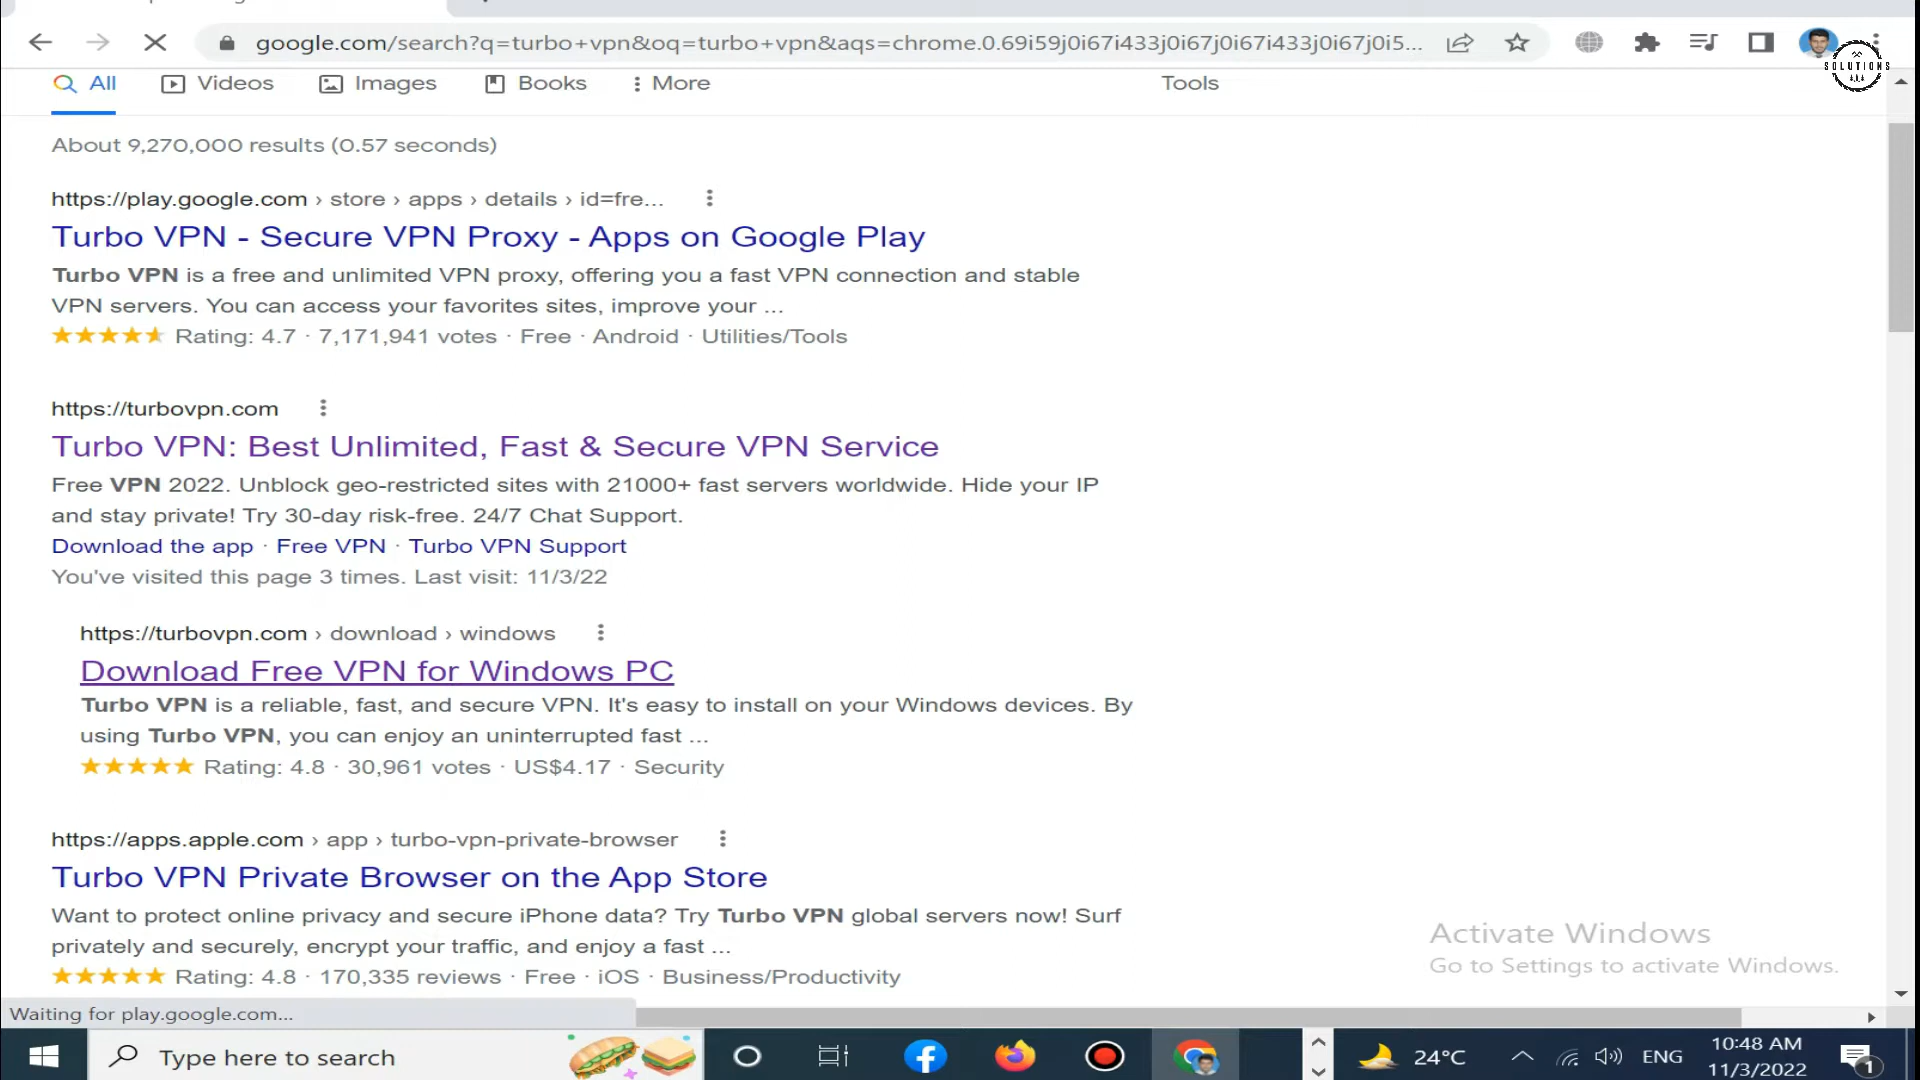 google.com/search?q=turbo+vpn&oq=turbo+vpn&aqs=chrome.0.69i59j0i67i433j0i67j0i67i433j0i67j0i5...
SOLUTIONS
All Videos Images Books More Tools
About 9,270,000 results (0.57 seconds)
https://play.google.com › store › apps › details › id=fre...
Turbo VPN - Secure VPN Proxy - Apps on Google Play
Turbo VPN is a free and unlimited VPN proxy, offering you a fast VPN connection and stable
VPN servers. You can access your favorites sites, improve your ...
Rating: 4.7 · 7,171,941 votes · Free · Android · Utilities/Tools
https://turbovpn.com
Turbo VPN: Best Unlimited, Fast & Secure VPN Service
Free VPN 2022. Unblock geo-restricted sites with 21000+ fast servers worldwide. Hide your IP
and stay private! Try 30-day risk-free. 24/7 Chat Support.
Download the app · Free VPN · Turbo VPN Support
You've visited this page 3 times. Last visit: 11/3/22
https://turbovpn.com › download › windows
Download Free VPN for Windows PC
Turbo VPN is a reliable, fast, and secure VPN. It's easy to install on your Windows devices. By
using Turbo VPN, you can enjoy an uninterrupted fast ...
Rating: 4.8 · 30,961 votes · US$4.17 · Security
https://apps.apple.com › app › turbo-vpn-private-browser
Turbo VPN Private Browser on the App Store
Want to protect online privacy and secure iPhone data? Try Turbo VPN global servers now! Surf
privately and securely, encrypt your traffic, and enjoy a fast ...
Rating: 4.8 · 170,335 reviews · Free · iOS · Business/Productivity
Activate Windows
Go to Settings to activate Windows.
Waiting for play.google.com...
Type here to search
24°C
ENG
10:48 AM
11/3/2022
1